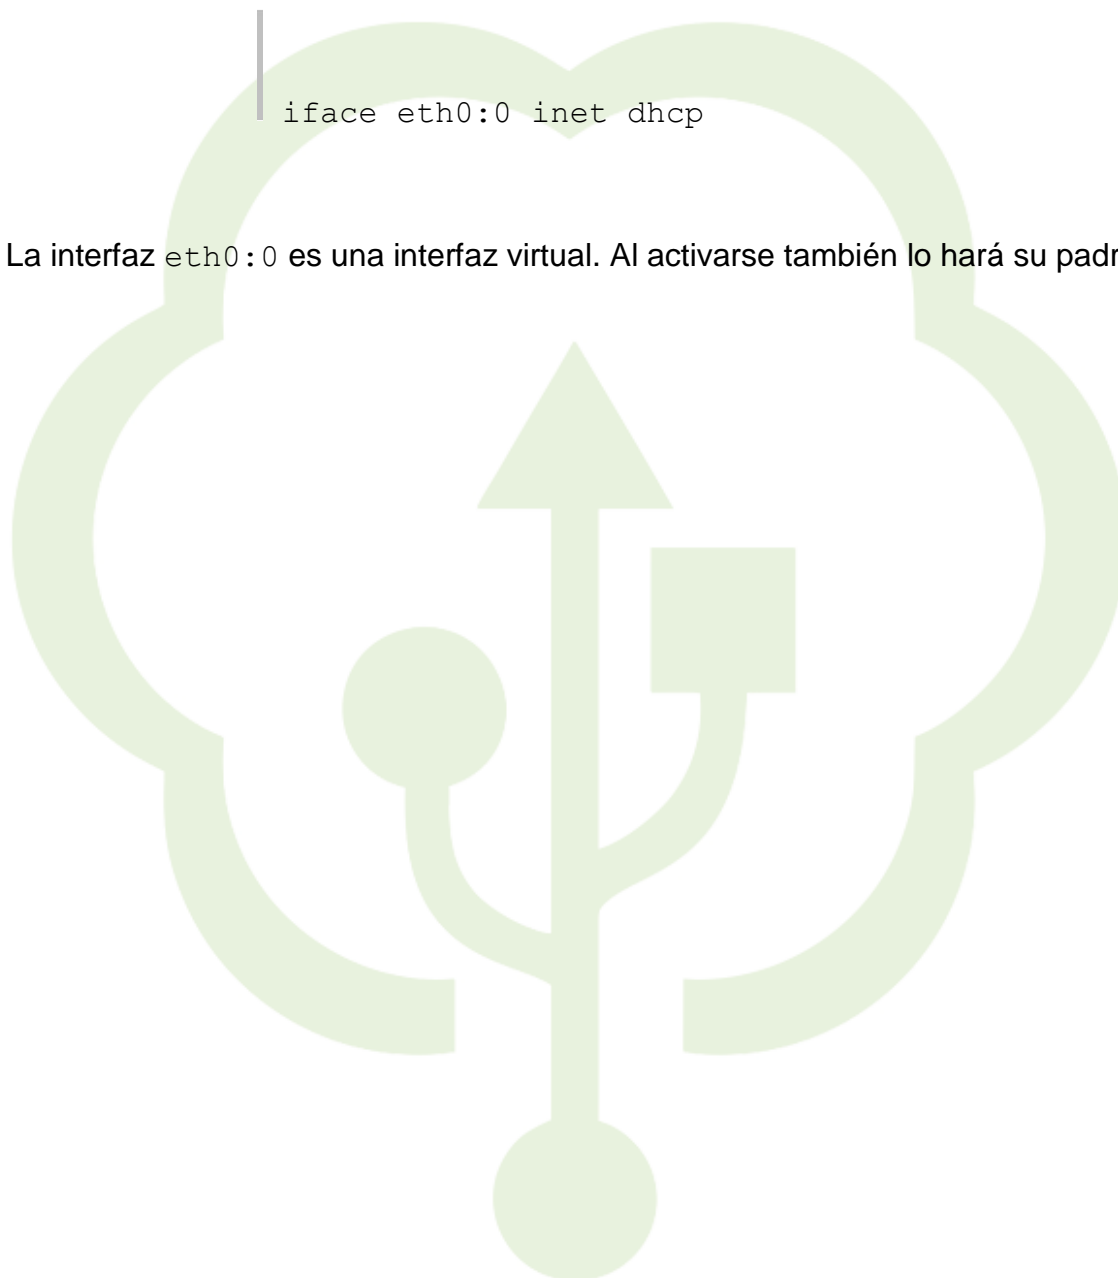 iface eth0:0 inet dhcp
La interfaz eth0:0 es una interfaz virtual. Al activarse también lo hará su padr